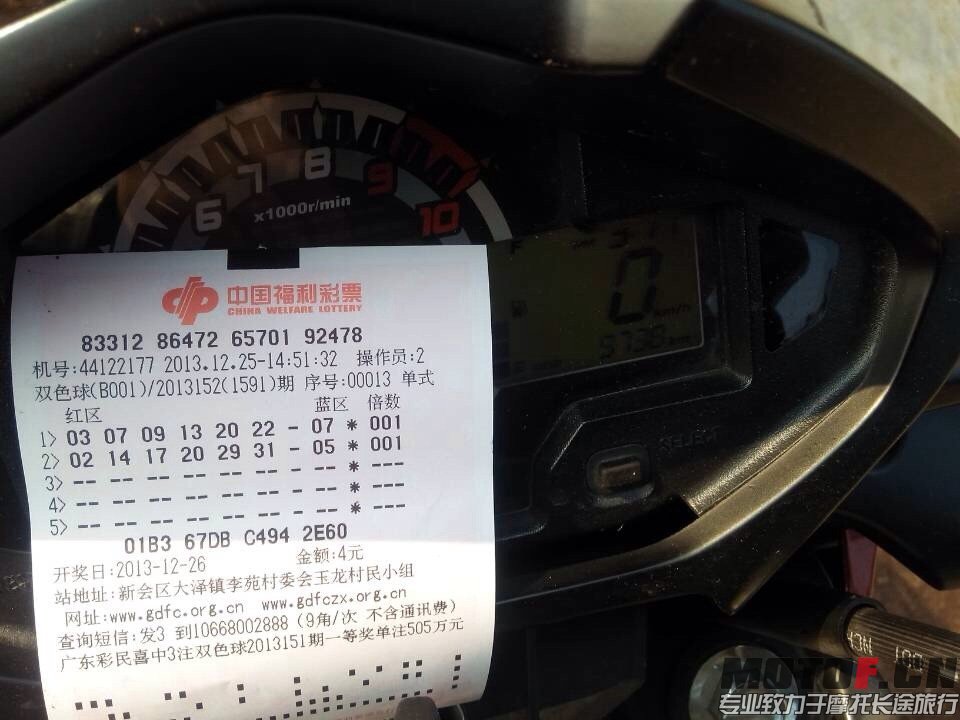 6 7 8 9 10
x1000r/min
F
0
km/h
SELECT
中国福利彩票
CHINA WELFARE LOTTERY
83312 86472 65701 92478
机号:44122177 2013.12.25-14:51:32 操作员:2
双色球(B001)/2013152(1591)期 序号:00013 单式
红区 蓝区 倍数
1> 03 07 09 13 20 22 - 07 * 001
2> 02 14 17 20 29 31 - 05 * 001
3> -- -- -- -- -- -- - -- * ---
4> -- -- -- -- -- -- - -- * ---
5> -- -- -- -- -- -- - -- * ---
01B3 67DB C494 2E60
开奖日:2013-12-26 金额:4元
站地址:新会区大泽镇李苑村委会玉龙村民小组
网址:www.gdfc.org.cn www.gdfczx.org.cn
查询短信:发3 到10668002888(9角/次 不含通讯费)
广东彩民喜中3注双色球2013151期一等奖单注505万元
MOTOF.CN
专业致力于摩托长途旅行